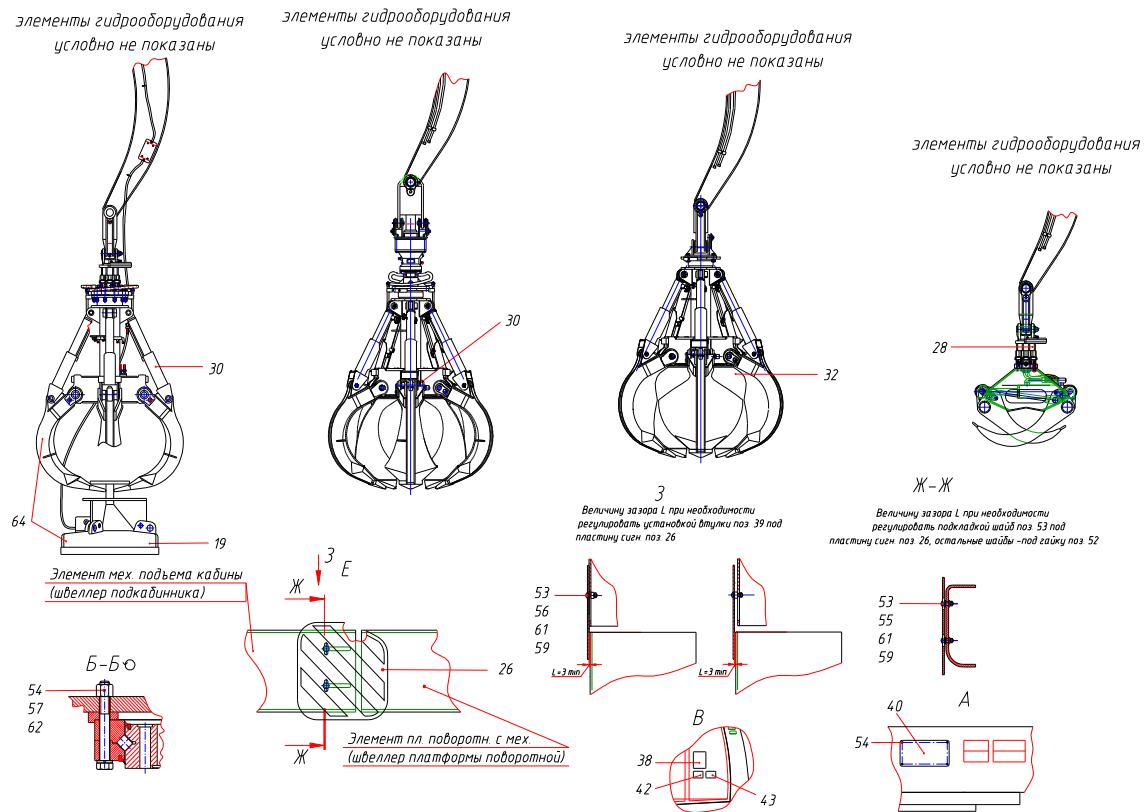 элементы гидрооборудования
условно не показаны
элементы гидрооборудования
условно не показаны
элементы гидрооборудования
условно не показаны
элементы гидрооборудования
условно не показаны
30
30
32
28
64
19
З
Величину зазора L при необходимости
регулировать установкой втулки поз. 39 под
пластину сигн. поз. 26
Ж-Ж
Величину зазора L при необходимости
регулировать подкладкой шайб поз. 53 под
пластину сигн. поз. 26, остальные шайбы -под гайку поз. 52
Элемент мех. подъема кабины
(швеллер подкабинника)
З
Е
Ж
Ж
26
Элемент пл. поворотн. с мех.
(швеллер платформы поворотной)
53
56
61
59
L=3 min
L=3 min
53
55
61
59
Б-Б
54
57
62
В
38
42
43
А
40
54